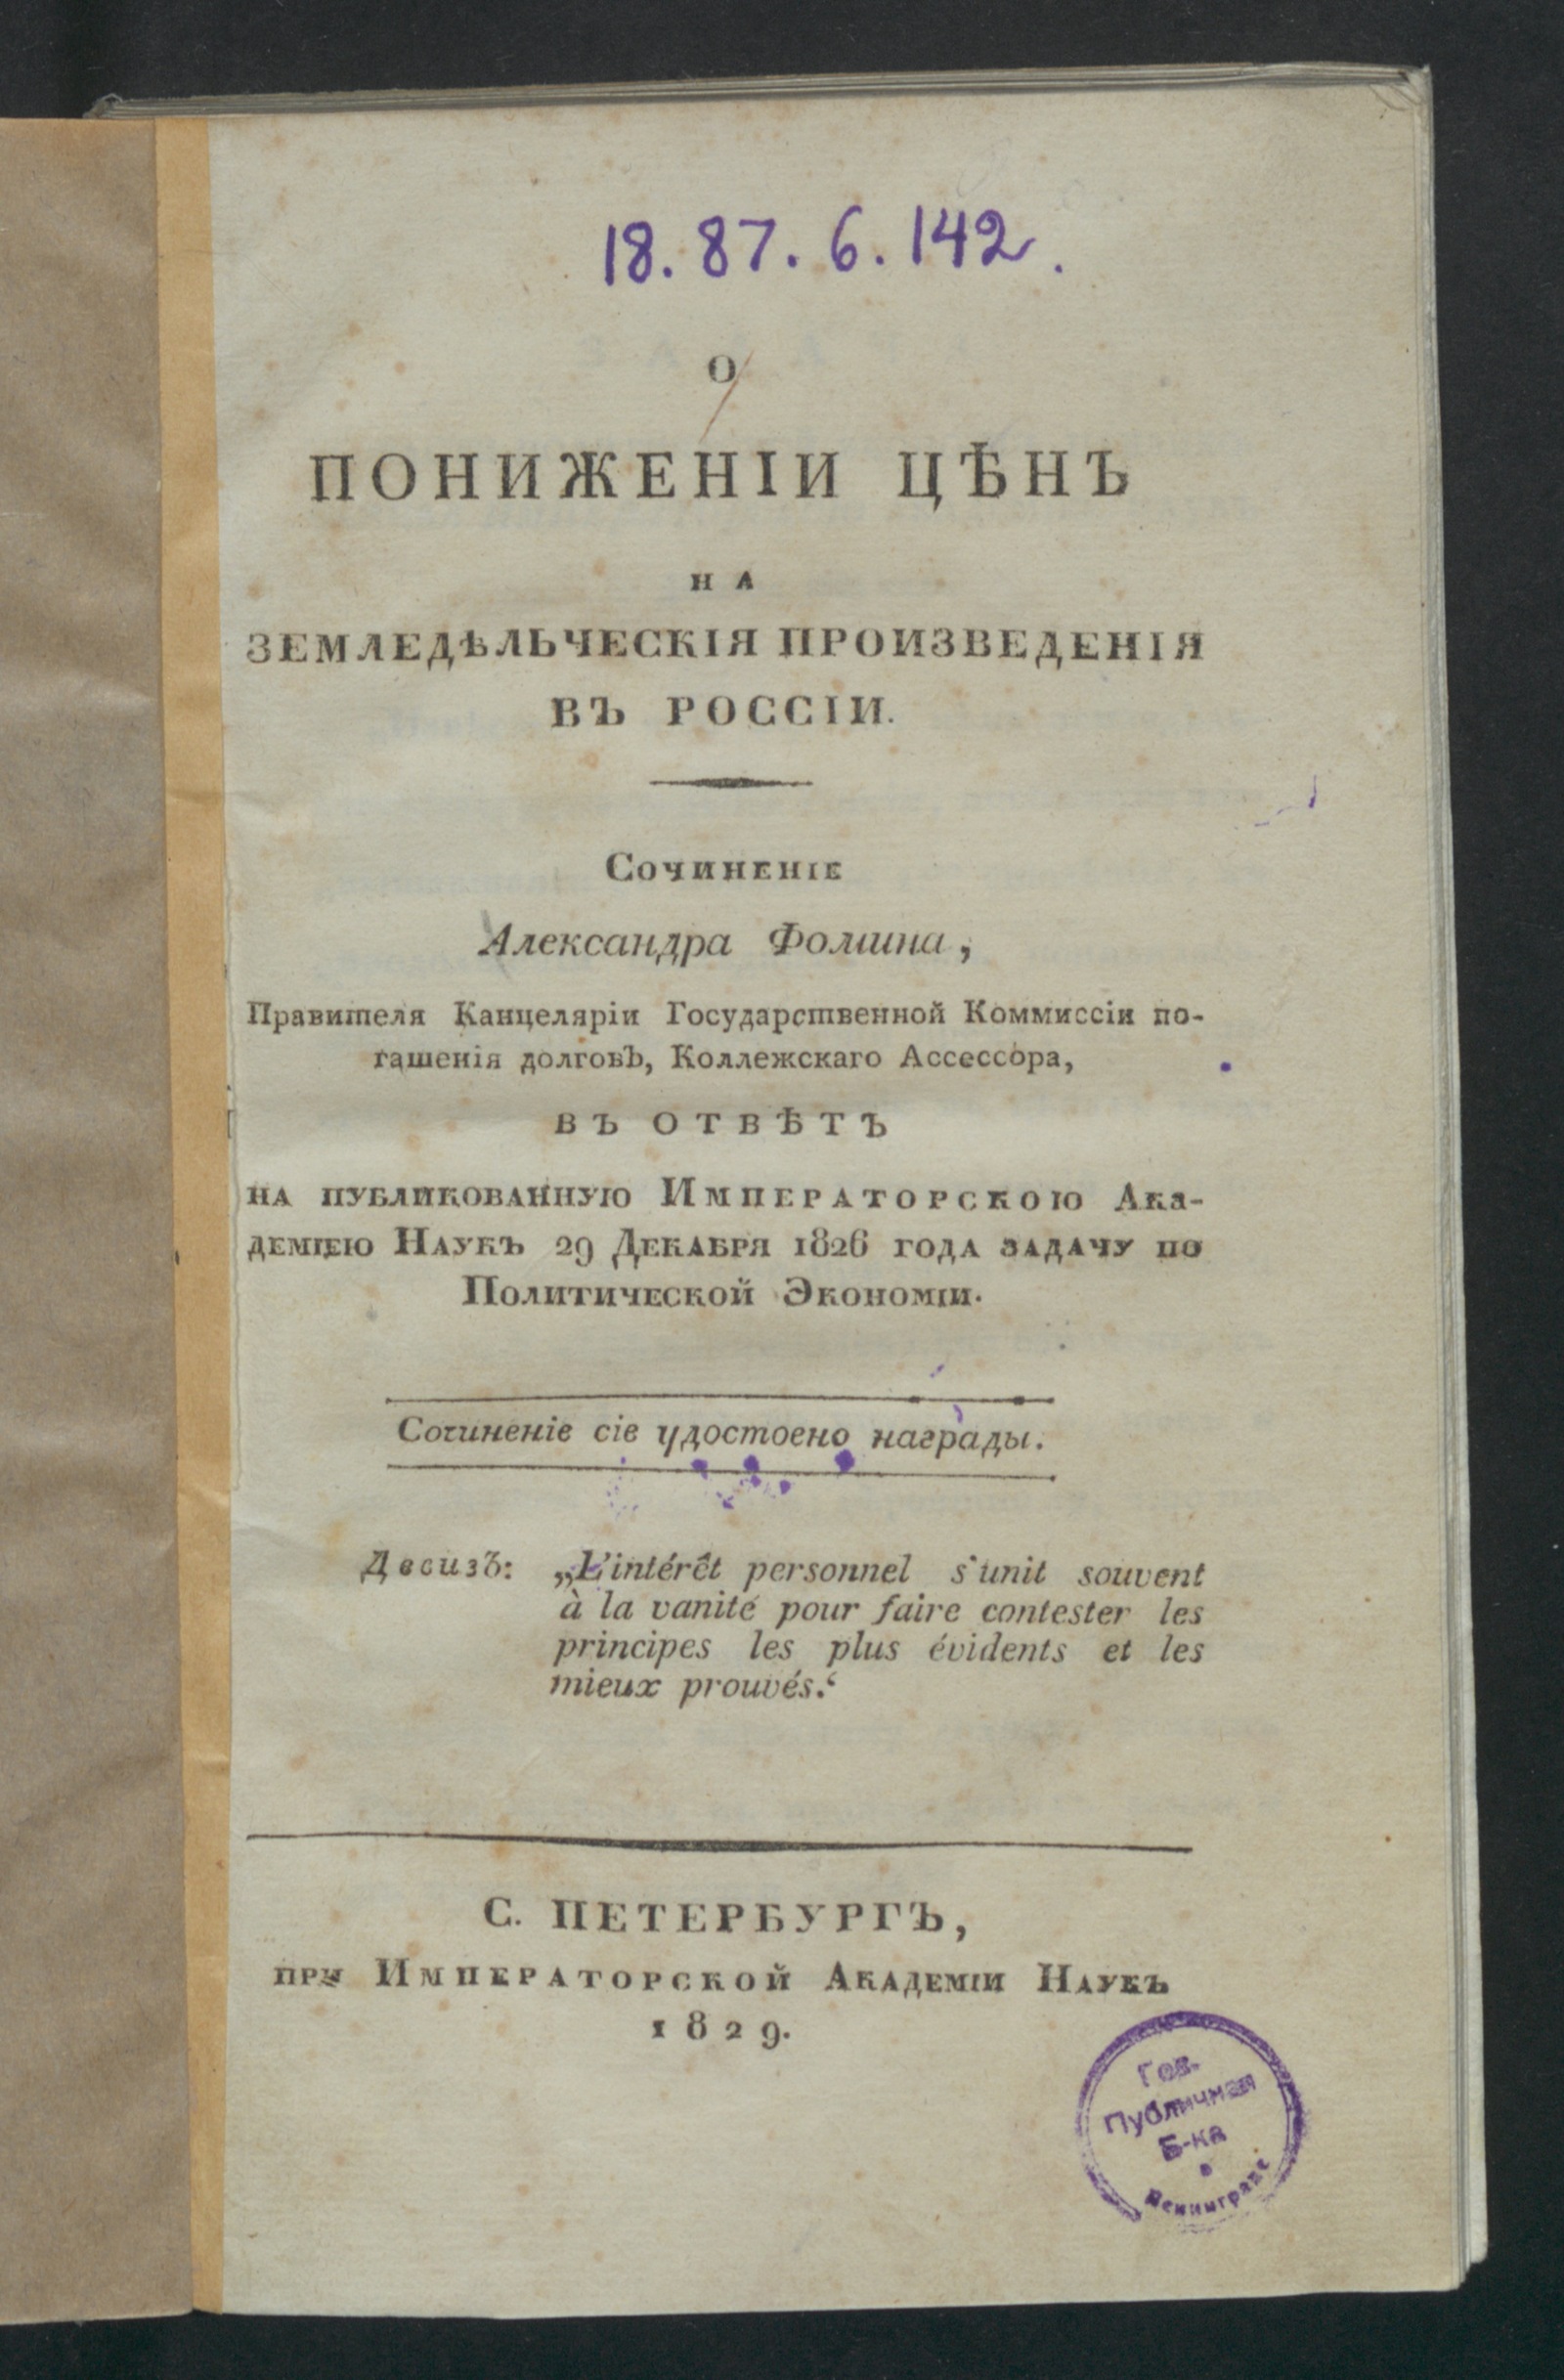 18. 87. 6. 142.
О
ПОНИЖЕНІИ ЦѢНЪ
НА
ЗЕМЛЕДѢЛЬЧЕСКІЯ ПРОИЗВЕДЕНІЯ
ВЪ РОССІИ.
Сочиненіе
Александра Фомина,
Правителя Канцеляріи Государственной Коммиссіи по-
гашенія долговъ, Коллежскаго Ассессора,
ВЪ ОТВѢТЪ
на публикованную Императорскою Ака-
деміею Наукъ 29 Декабря 1826 года задачу по
Политической Экономіи.
Сочиненіе сіе удостоено награды.
Девизъ: „L'intérêt personnel s'unit souvent
à la vanité pour faire contester les
principes les plus évidents et les
mieux prouvés.‘
С. ПЕТЕРБУРГЪ,
при Императорской Академіи Наукъ
1829.
Гос.
Публичная
Б-ка
в
Ленинграде